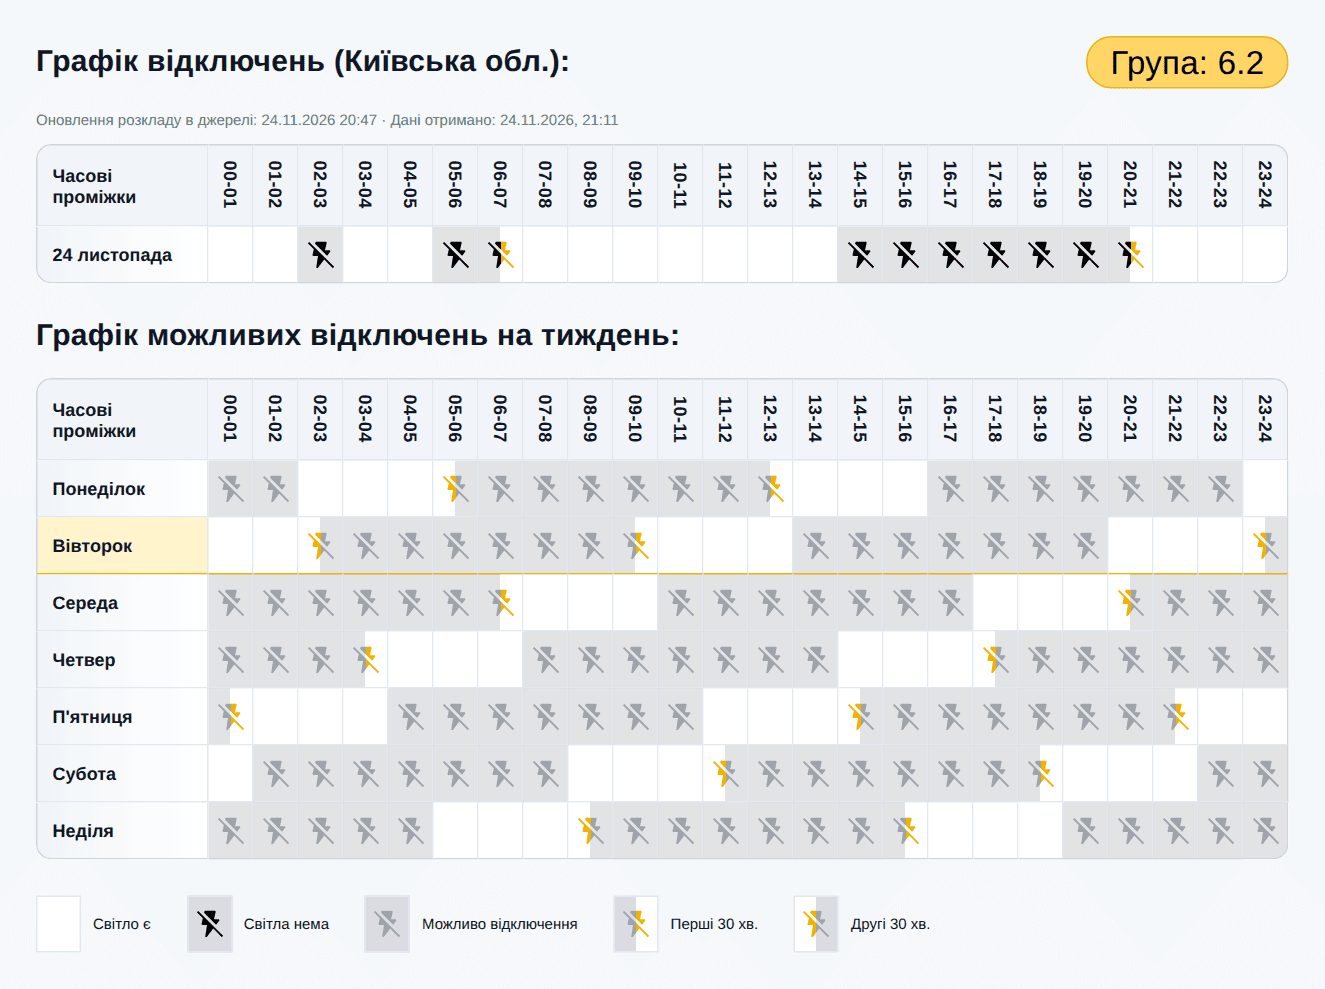 Графік відключень (Київська обл.):
Група: 6.2
Оновлення розкладу в джерелі: 24.11.2026 20:47 · Дані отримано: 24.11.2026, 21:11
Часові проміжки 00-01 01-02 02-03 03-04 04-05 05-06 06-07 07-08 08-09 09-10 10-11 11-12 12-13 13-14 14-15 15-16 16-17 17-18 18-19 19-20 20-21 21-22 22-23 23-24
24 листопада
Графік можливих відключень на тиждень:
Часові проміжки 00-01 01-02 02-03 03-04 04-05 05-06 06-07 07-08 08-09 09-10 10-11 11-12 12-13 13-14 14-15 15-16 16-17 17-18 18-19 19-20 20-21 21-22 22-23 23-24
Понеділок
Вівторок
Середа
Четвер
П'ятниця
Субота
Неділя
Світло є Світла нема Можливо відключення Перші 30 хв. Другі 30 хв.